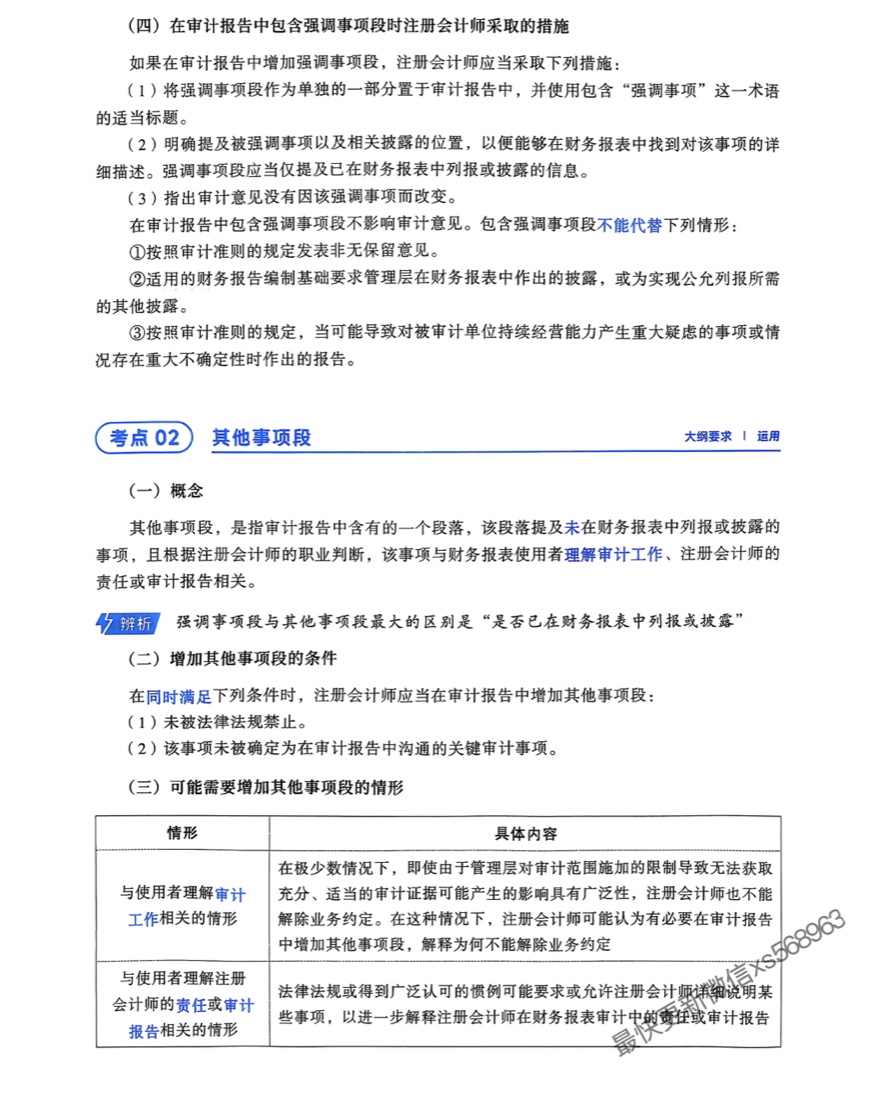 （四）在审计报告中包含强调事项段时注册会计师采取的措施
如果在审计报告中增加强调事项段，注册会计师应当采取下列措施：
（1）将强调事项段作为单独的一部分置于审计报告中，并使用包含“强调事项”这一术语
的适当标题。
（2）明确提及被强调事项以及相关披露的位置，以便能够在财务报表中找到对该事项的详
细描述。强调事项段应当仅提及已在财务报表中列报或披露的信息。
（3）指出审计意见没有因该强调事项而改变。
在审计报告中包含强调事项段不影响审计意见。包含强调事项段不能代替下列情形：
①按照审计准则的规定发表非无保留意见。
②适用的财务报告编制基础要求管理层在财务报表中作出的披露，或为实现公允列报所需
的其他披露。
③按照审计准则的规定，当可能导致对被审计单位持续经营能力产生重大疑虑的事项或情
况存在重大不确定性时作出的报告。
考点 02 其他事项段 大纲要求 | 运用
（一）概念
其他事项段，是指审计报告中含有的一个段落，该段落提及未在财务报表中列报或披露的
事项，且根据注册会计师的职业判断，该事项与财务报表使用者理解审计工作、注册会计师的
责任或审计报告相关。
辨析 强调事项段与其他事项段最大的区别是“是否已在财务报表中列报或披露”
（二）增加其他事项段的条件
在同时满足下列条件时，注册会计师应当在审计报告中增加其他事项段：
（1）未被法律法规禁止。
（2）该事项未被确定为在审计报告中沟通的关键审计事项。
（三）可能需要增加其他事项段的情形
情形 具体内容
与使用者理解审计
工作相关的情形
在极少数情况下，即使由于管理层对审计范围施加的限制导致无法获取
充分、适当的审计证据可能产生的影响具有广泛性，注册会计师也不能
解除业务约定。在这种情况下，注册会计师可能认为有必要在审计报告
中增加其他事项段，解释为何不能解除业务约定
与使用者理解注册
会计师的责任或审计
报告相关的情形
法律法规或得到广泛认可的惯例可能要求或允许注册会计师详细说明某
些事项，以进一步解释注册会计师在财务报表审计中的责任或审计报告
最快更新微信xs568963